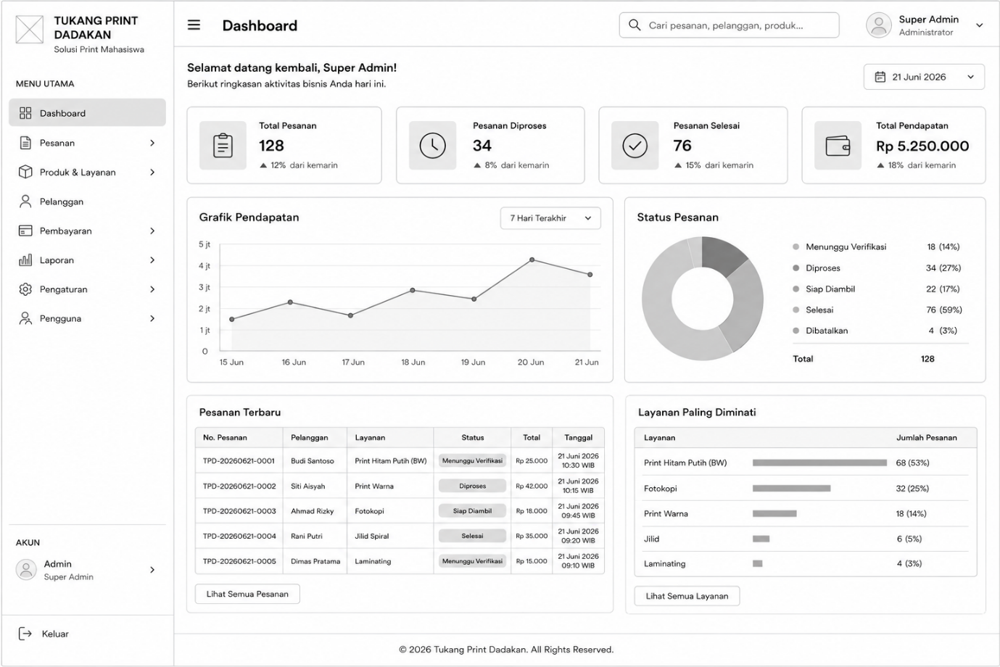 TUKANG PRINT
DADAKAN
Solusi Print Mahasiswa
MENU UTAMA
Dashboard
Pesanan
Produk & Layanan
Pelanggan
Pembayaran
Laporan
Pengaturan
Pengguna
AKUN
Admin
Super Admin
Keluar
Dashboard
Cari pesanan, pelanggan, produk...
Super Admin
Administrator
Selamat datang kembali, Super Admin!
Berikut ringkasan aktivitas bisnis Anda hari ini.
21 Juni 2026
Total Pesanan
128
▲ 12% dari kemarin
Pesanan Diproses
34
▲ 8% dari kemarin
Pesanan Selesai
76
▲ 15% dari kemarin
Total Pendapatan
Rp 5.250.000
▲ 18% dari kemarin
Grafik Pendapatan
7 Hari Terakhir
5 jt
4 jt
3 jt
2 jt
1 jt
0
15 Jun 16 Jun 17 Jun 18 Jun 19 Jun 20 Jun 21 Jun
Status Pesanan
Menunggu Verifikasi 18 (14%)
Diproses 34 (27%)
Siap Diambil 22 (17%)
Selesai 76 (59%)
Dibatalkan 4 (3%)
Total 128
Pesanan Terbaru
No. Pesanan Pelanggan Layanan Status Total Tanggal
TPD-20260621-0001 Budi Santoso Print Hitam Putih (BW) Menunggu Verifikasi Rp 25.000 21 Juni 2026
10:30 WIB
TPD-20260621-0002 Siti Aisyah Print Warna Diproses Rp 42.000 21 Juni 2026
10:15 WIB
TPD-20260621-0003 Ahmad Rizky Fotokopi Siap Diambil Rp 18.000 21 Juni 2026
09:45 WIB
TPD-20260621-0004 Rani Putri Jilid Spiral Selesai Rp 35.000 21 Juni 2026
09:20 WIB
TPD-20260621-0005 Dimas Pratama Laminating Menunggu Verifikasi Rp 15.000 21 Juni 2026
09:10 WIB
Lihat Semua Pesanan
Layanan Paling Diminati
Layanan Jumlah Pesanan
Print Hitam Putih (BW) 68 (53%)
Fotokopi 32 (25%)
Print Warna 18 (14%)
Jilid 6 (5%)
Laminating 4 (3%)
Lihat Semua Layanan
© 2026 Tukang Print Dadakan. All Rights Reserved.